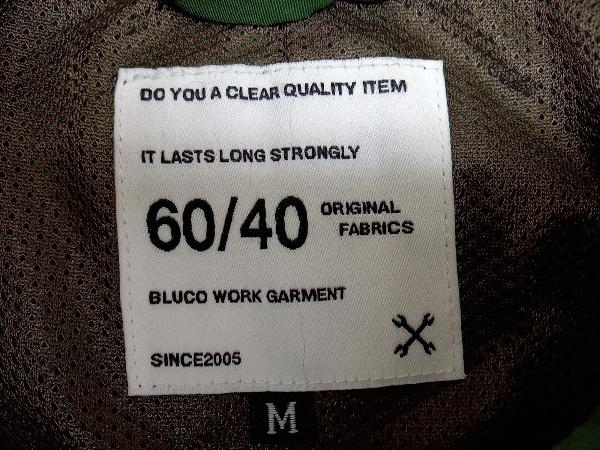 DO YOU A CLEAR QUALITY ITEM
IT LASTS LONG STRONGLY
60/40 ORIGINAL
FABRICS
BLUCO WORK GARMENT
SINCE2005
M